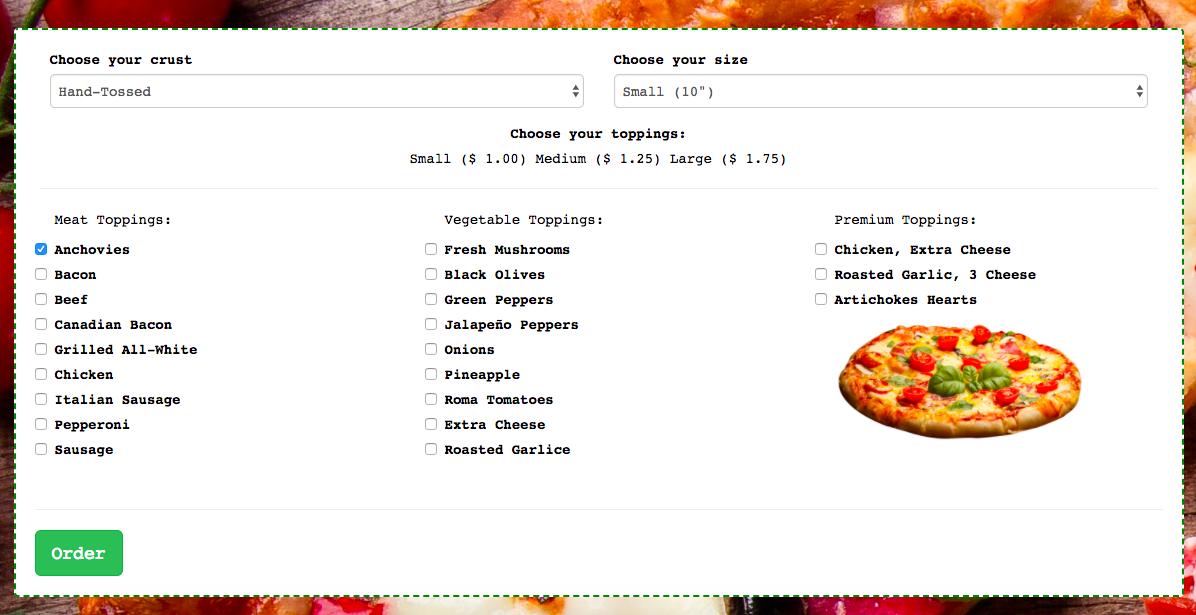 Choose your crust
Choose your size
Hand-Tossed
Small (10")
Choose your toppings:
Small ($ 1.00) Medium ($ 1.25) Large ($ 1.75)
Meat Toppings:
Anchovies
Bacon
Beef
Canadian Bacon
Grilled All-White
Chicken
Italian Sausage
Pepperoni
Sausage
Vegetable Toppings:
Fresh Mushrooms
Black Olives
Green Peppers
Jalapeño Peppers
Onions
Pineapple
Roma Tomatoes
Extra Cheese
Roasted Garlice
Premium Toppings:
Chicken, Extra Cheese
Roasted Garlic, 3 Cheese
Artichokes Hearts
Order